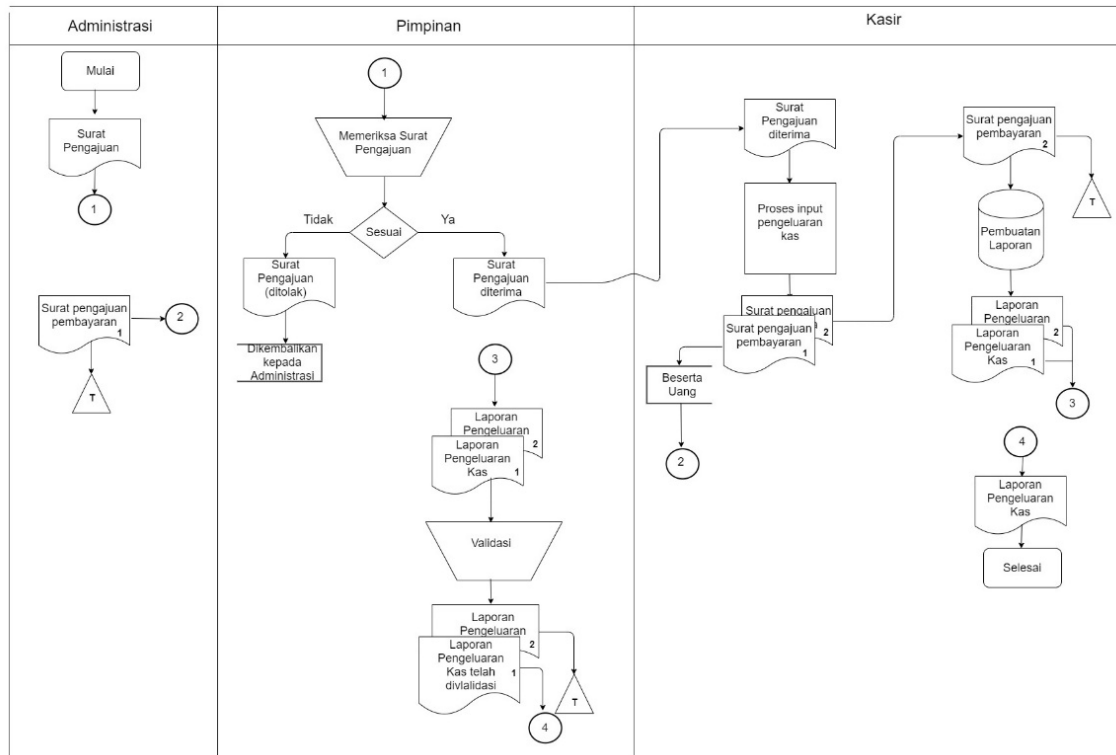 Administrasi
Mulai
Surat
Pengajuan
1
Surat pengajuan
pembayaran
1
2
T
Pimpinan
1
Memeriksa Surat
Pengajuan
Sesuai
Tidak
Ya
Surat
Pengajuan
(ditolak)
Dikembalikan
kepada
Administrasi
Surat
Pengajuan
diterima
3
Laporan
Pengeluaran
2
Laporan
Pengeluaran
Kas
1
Validasi
Laporan
Pengeluaran
2
Laporan
Pengeluaran
Kas telah
divlalidasi
1
T
4
Kasir
Surat
Pengajuan
diterima
Proses input
pengeluaran
kas
Surat pengajuan
2
Surat pengajuan
pembayaran
1
Beserta
Uang
2
Surat pengajuan
pembayaran
2
T
Pembuatan
Laporan
Laporan
Pengeluaran
2
Laporan
Pengeluaran
Kas
1
3
4
Laporan
Pengeluaran
Kas
Selesai